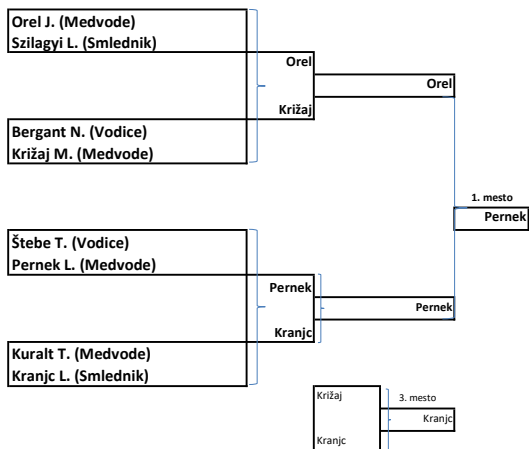 Orel J. (Medvode)
Szilagyi L. (Smlednik)
Orel
Orel
Križaj
Bergant N. (Vodice)
Križaj M. (Medvode)
1. mesto
Pernek
Štebe T. (Vodice)
Pernek L. (Medvode)
Pernek
Pernek
Kranjc
Kuralt T. (Medvode)
Kranjc L. (Smlednik)
Križaj
3. mesto
Kranjc
Kranjc